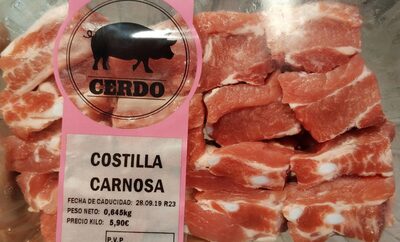 CERDO
COSTILLA
CARNOSA
FECHA DE CADUCIDAD: 28.09.19 R23
PESO NETO: 0,645kg
PRECIO KILO: 5,90€
P.V.P